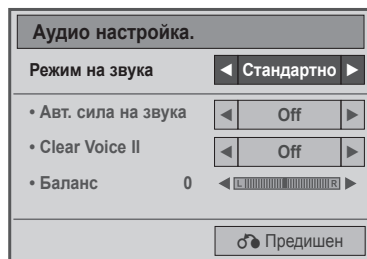 Аудио настройка.
Режим на звука ◄ Стандартно ►
• Авт. сила на звука ◄ Off ►
• Clear Voice II ◄ Off ►
• Баланс 0 ◄ L R ►
Предишен